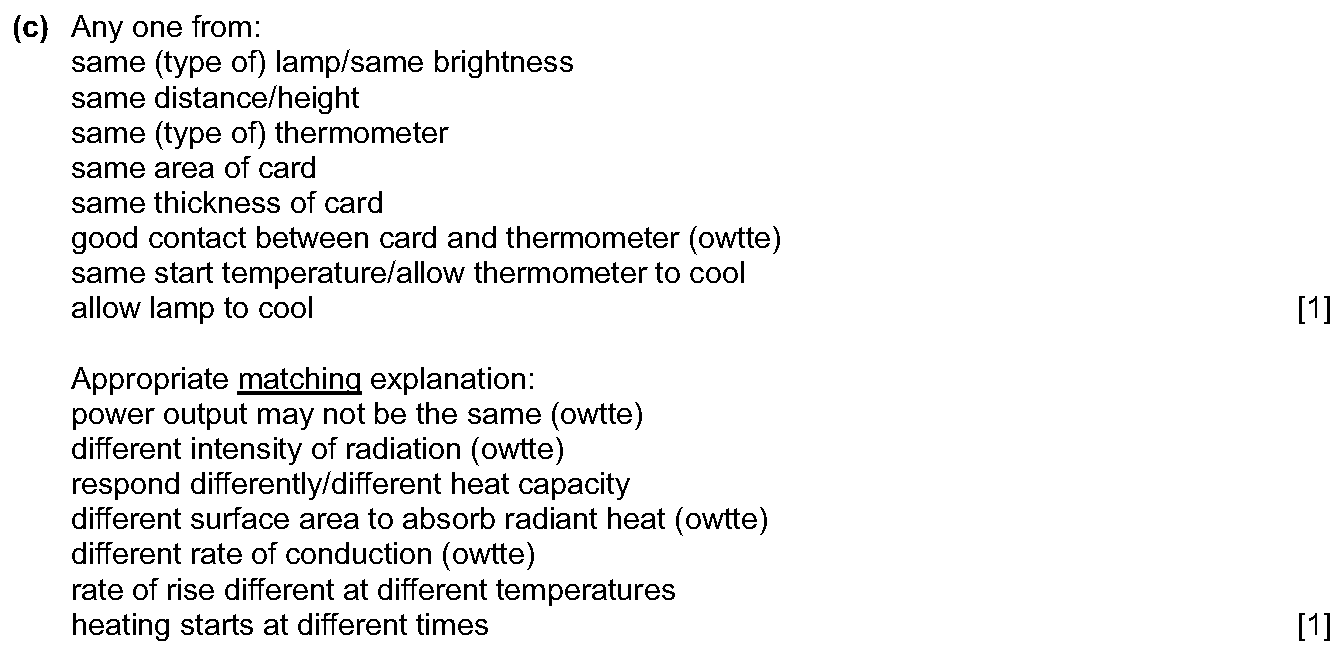 (c) Any one from:
same (type of) lamp/same brightness
same distance/height
same (type of) thermometer
same area of card
same thickness of card
good contact between card and thermometer (owtte)
same start temperature/allow thermometer to cool
allow lamp to cool [1]
Appropriate matching explanation:
power output may not be the same (owtte)
different intensity of radiation (owtte)
respond differently/different heat capacity
different surface area to absorb radiant heat (owtte)
different rate of conduction (owtte)
rate of rise different at different temperatures
heating starts at different times [1]